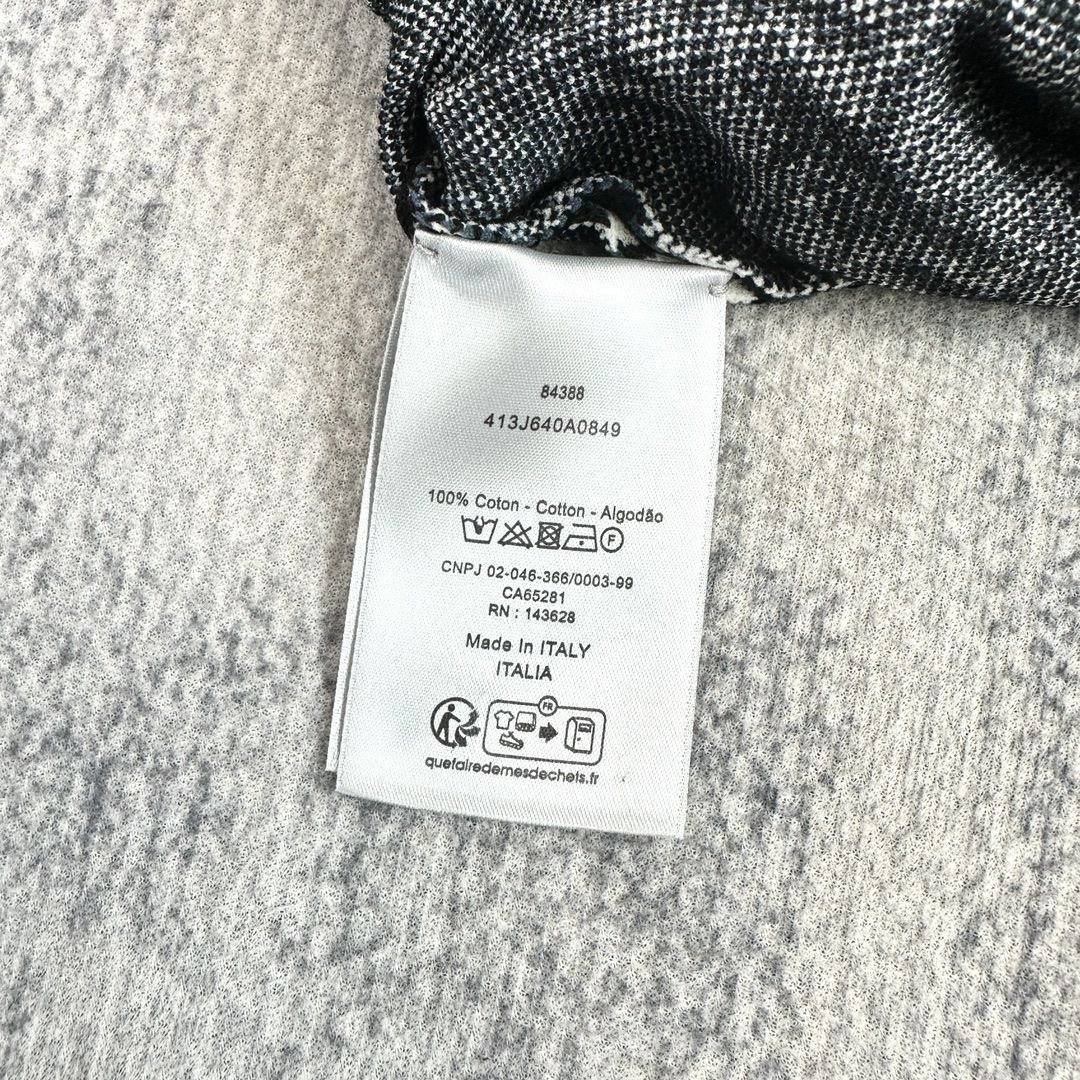 84388
413J640A0849
100% Coton - Cotton - Algodão
F
CNPJ 02-046-366/0003-99
CA65281
RN : 143628
Made In ITALY
ITALIA
FR
quefairedemesdechets.fr